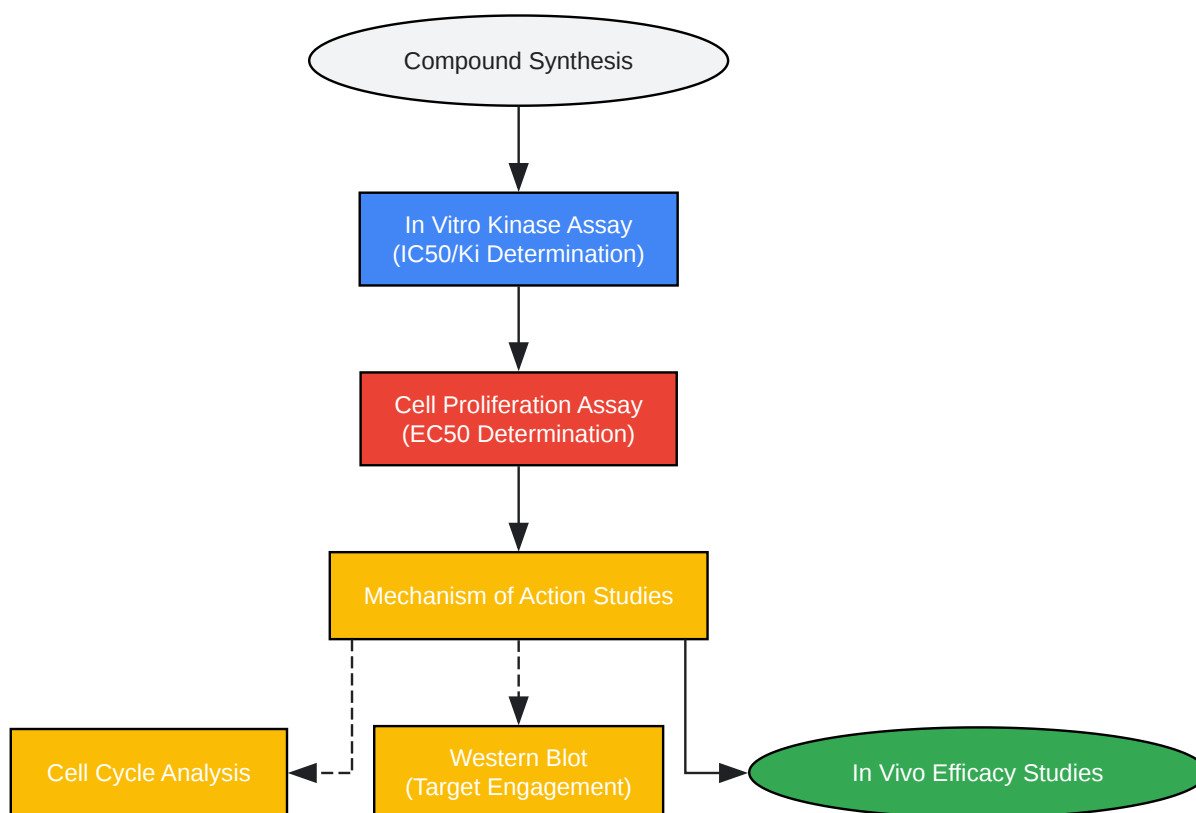 Compound Synthesis
In Vitro Kinase Assay
(IC50/Ki Determination)
Cell Proliferation Assay
(EC50 Determination)
Mechanism of Action Studies
Cell Cycle Analysis
Western Blot
(Target Engagement)
In Vivo Efficacy Studies